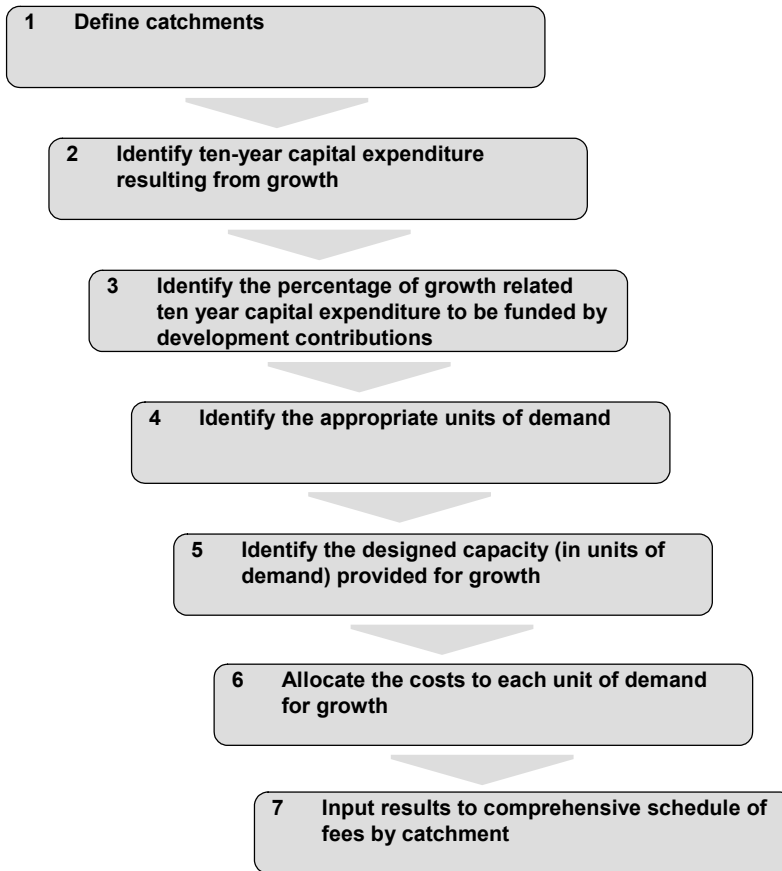 1 Define catchments
2 Identify ten-year capital expenditure
resulting from growth
3 Identify the percentage of growth related
ten year capital expenditure to be funded by
development contributions
4 Identify the appropriate units of demand
5 Identify the designed capacity (in units of
demand) provided for growth
6 Allocate the costs to each unit of demand
for growth
7 Input results to comprehensive schedule of
fees by catchment